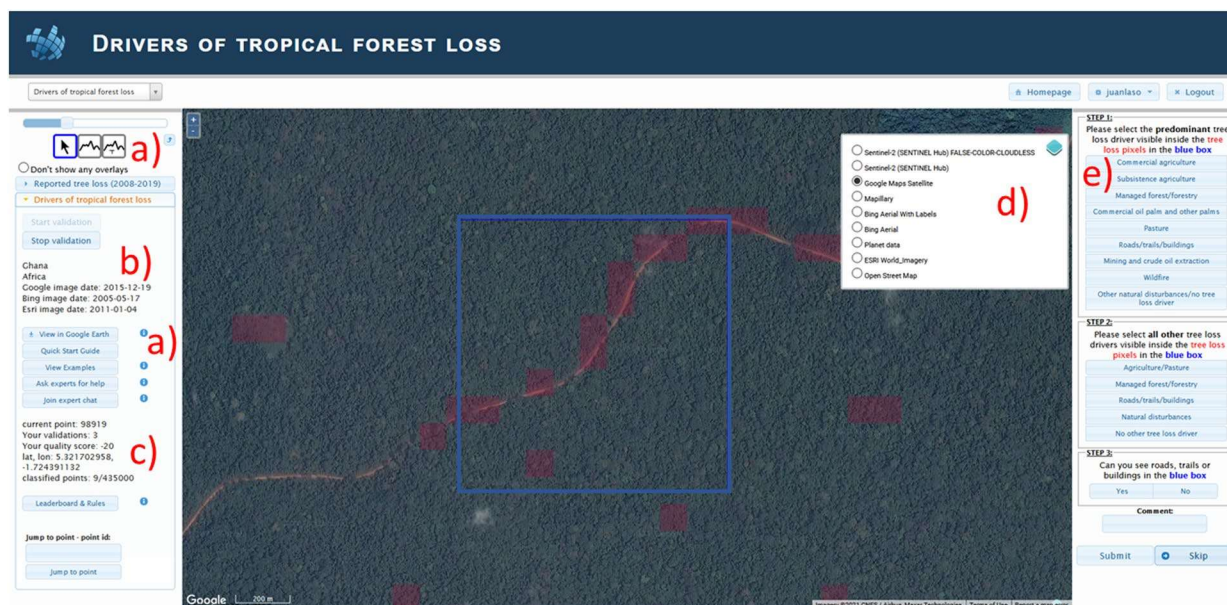 DRIVERS OF TROPICAL FOREST LOSS
Drivers of tropical forest loss
Homepage
juanlaso
Logout
a)
Don't show any overlays
Reported tree loss (2008-2019)
Drivers of tropical forest loss
Start validation
Stop validation
b)
Ghana
Africa
Google image date: 2015-12-19
Bing image date: 2005-05-17
Esri image date: 2011-01-04
View in Google Earth
a)
Quick Start Guide
View Examples
Ask experts for help
Join expert chat
current point: 98919
Your validations: 3
Your quality score: -20
c)
lat, lon: 5.321702958,
-1.724391132
classified points: 9/435000
Leaderboard & Rules
Jump to point - point id:
Jump to point
+
-
Sentinel-2 (SENTINEL Hub) FALSE-COLOR-CLOUDLESS
Sentinel-2 (SENTINEL Hub)
Google Maps Satellite
Mapillary
Bing Aerial With Labels
Bing Aerial
Planet data
ESRI World_Imagery
Open Street Map
d)
Google
200 m
Terms of Use
STEP 1:
Please select the predominant tree
loss driver visible inside the tree
loss pixels in the blue box
e)
Commercial agriculture
Subsistence agriculture
Managed forest/forestry
Commercial oil palm and other palms
Pasture
Roads/trails/buildings
Mining and crude oil extraction
Wildfire
Other natural disturbances/no tree
loss driver
STEP 2:
Please select all other tree loss
drivers visible inside the tree loss
pixels in the blue box
Agriculture/Pasture
Managed forest/forestry
Roads/trails/buildings
Natural disturbances
No other tree loss driver
STEP 3:
Can you see roads, trails or
buildings in the blue box
Yes No
Comment:
Submit Skip